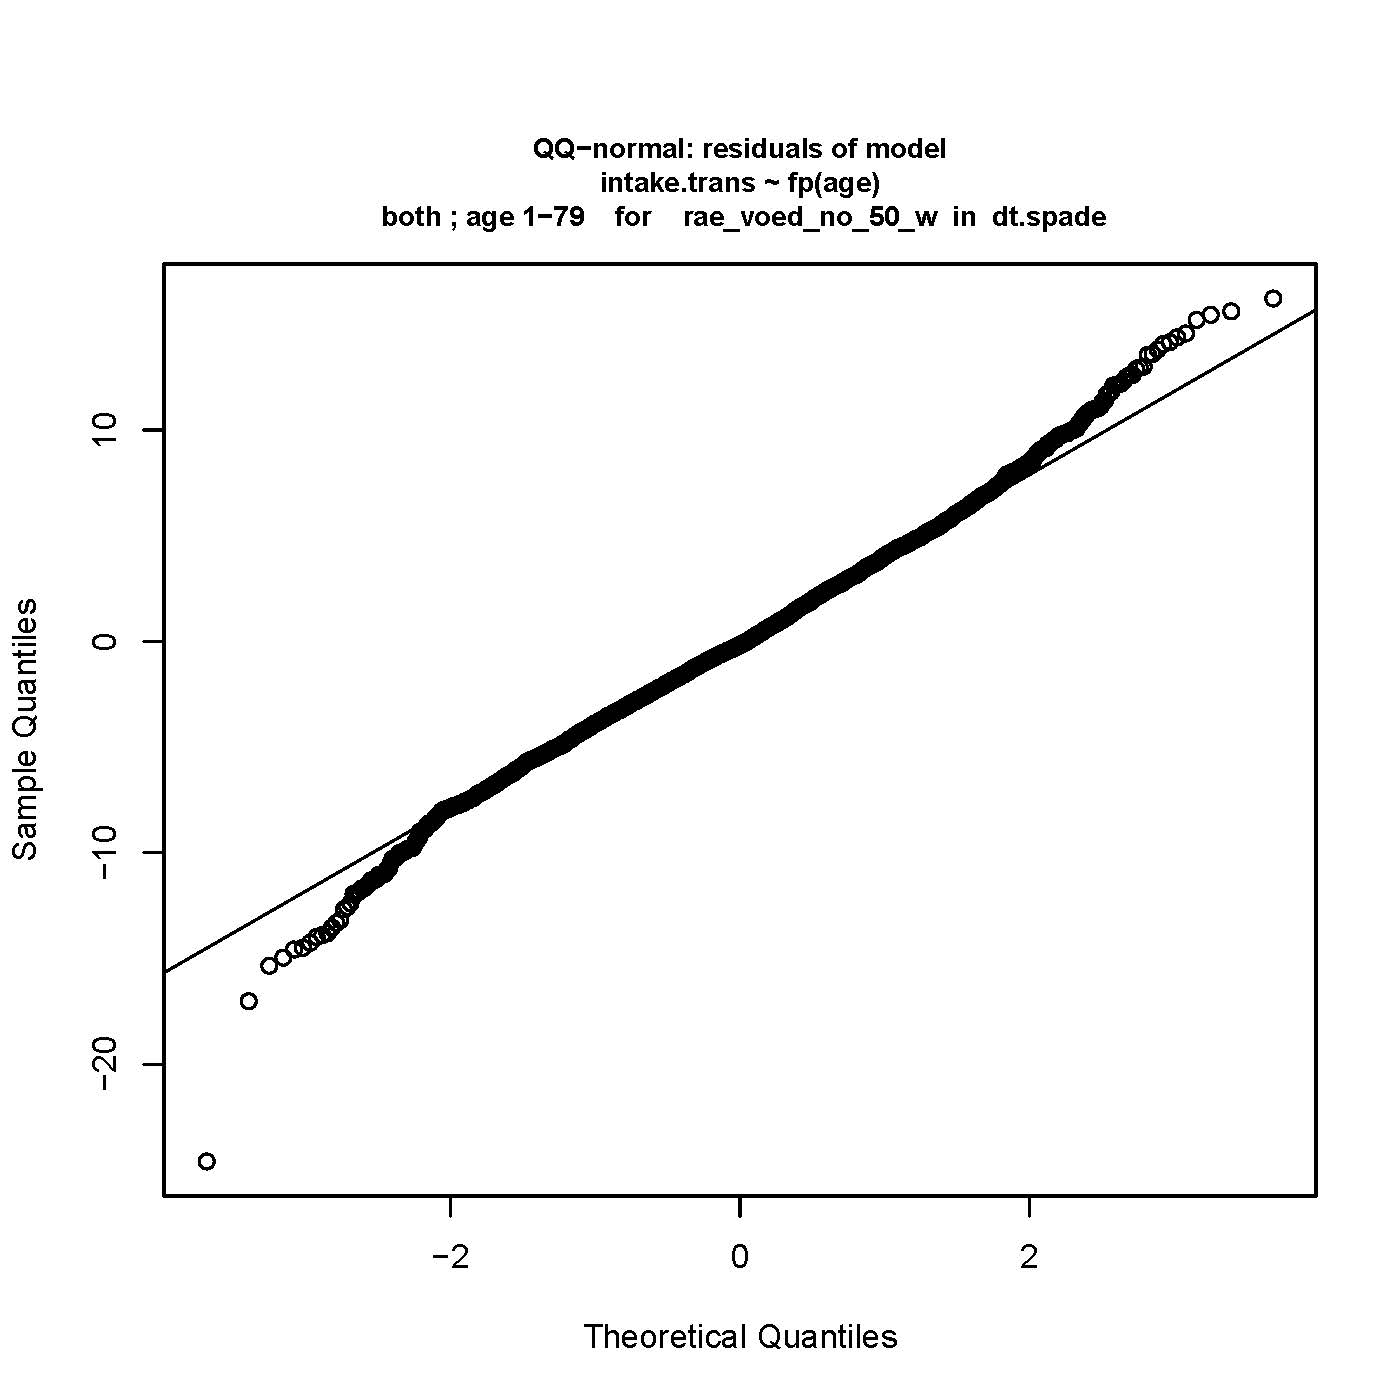 QQ−normal: residuals of model
intake.trans ~ fp(age)
both ; age 1−79 for rae_voed_no_50_w in dt.spade
Sample Quantiles
10
0
−10
−20
−2
0
2
Theoretical Quantiles